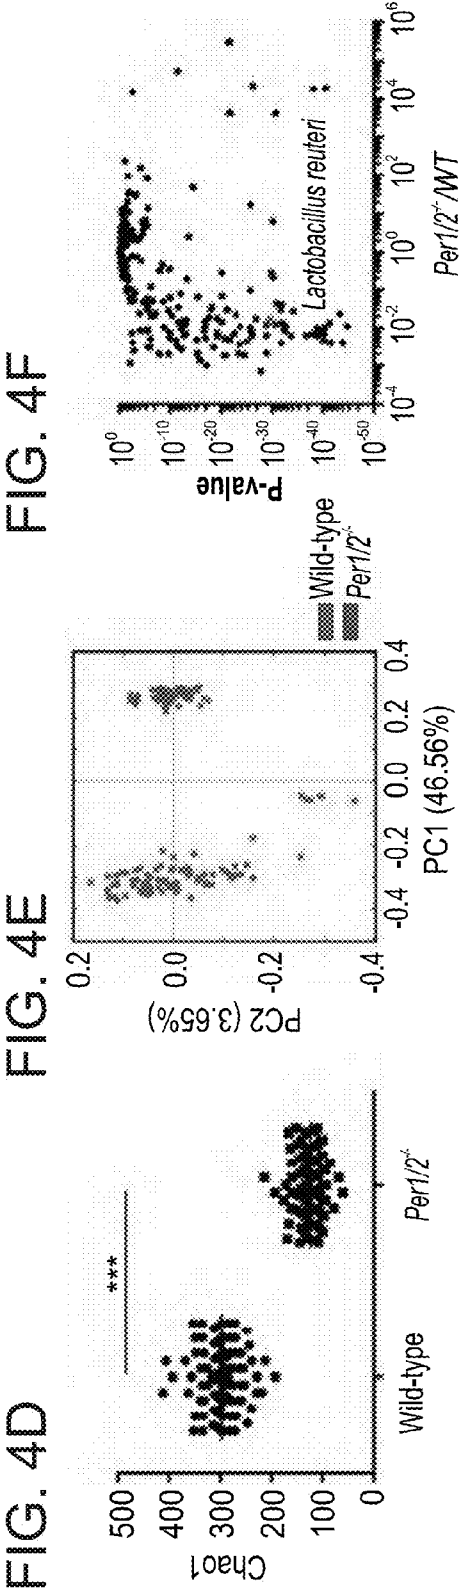 FIG. 4D
Chao1
500
400
300
200
100
0
***
Wild-type
Per1/2-/-
FIG. 4E
PC2 (3.65%)
0.2
0.0
-0.2
-0.4
-0.4
-0.2
0.0
0.2
0.4
PC1 (46.56%)
Wild-type
Per1/2-/-
FIG. 4F
P-value
10^0
10^-10
10^-20
10^-30
10^-40
10^-50
Lactobacillus reuteri
10^-4
10^-2
10^0
10^2
10^4
10^6
Per1/2-/-/WT